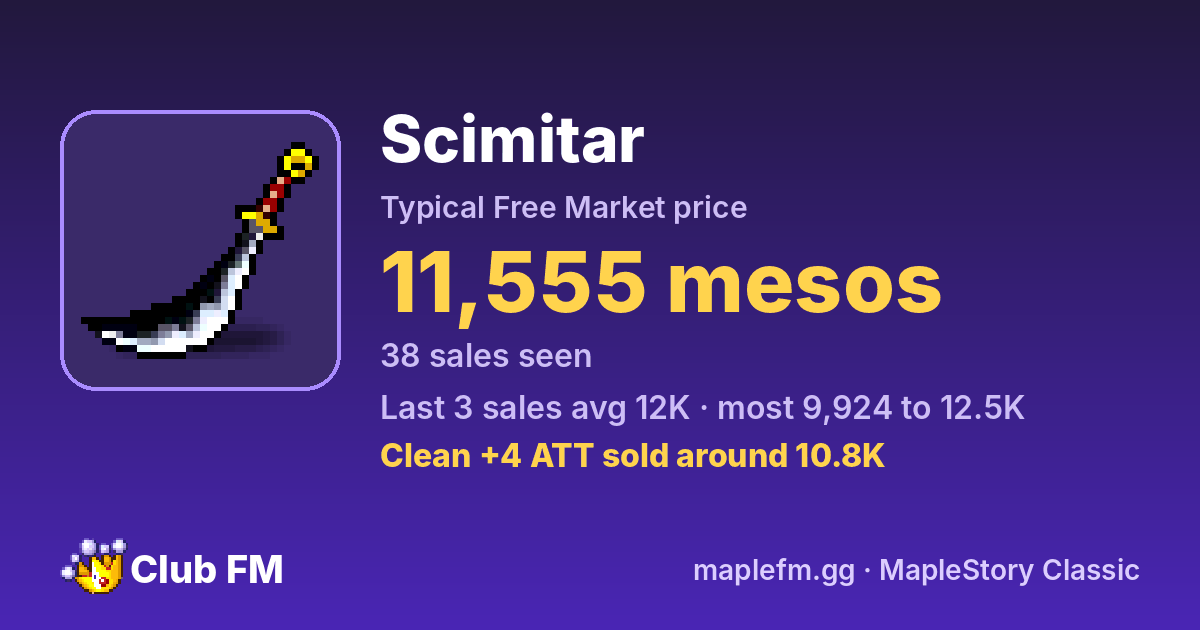 Scimitar
Typical Free Market price
11,555 mesos
38 sales seen
Last 3 sales avg 12K · most 9,924 to 12.5K
Clean +4 ATT sold around 10.8K
Club FM
maplefm.gg · MapleStory Classic